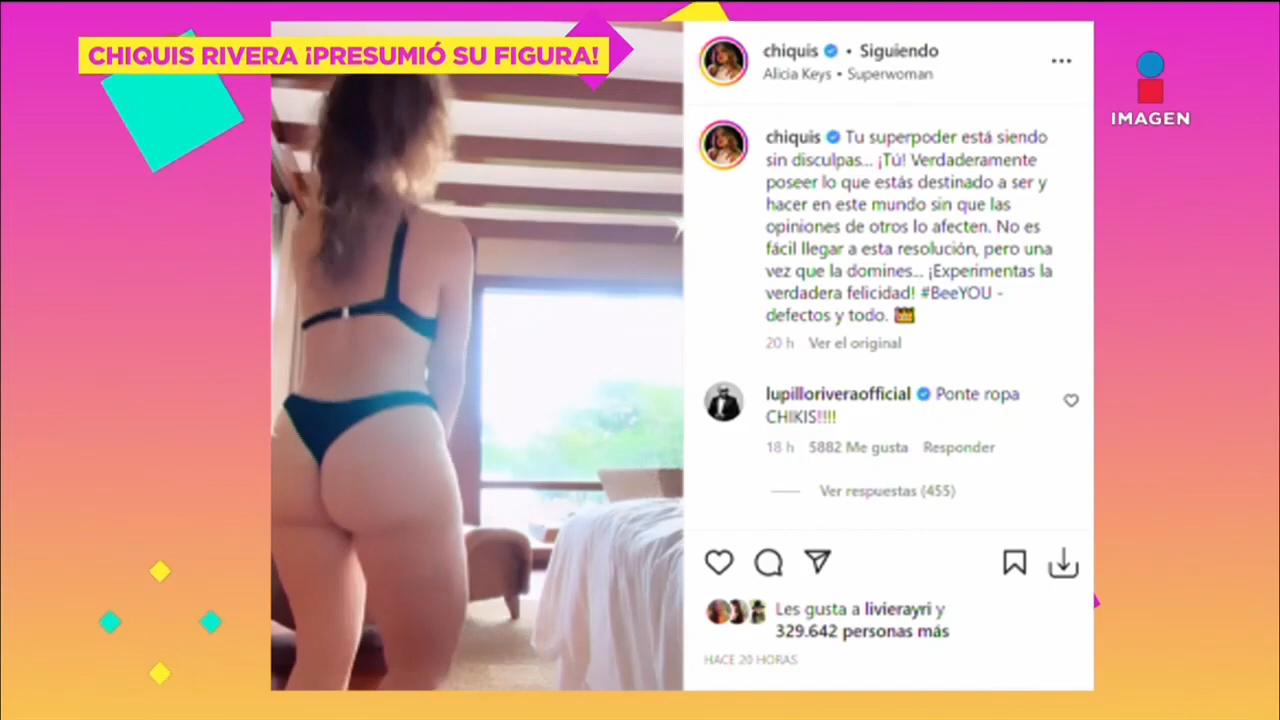 CHIQUIS RIVERA ¡PRESUMIÓ SU FIGURA!
chiquis • Siguiendo
Alicia Keys • Superwoman
IMAGEN
chiquis Tu superpoder está siendo
sin disculpas... ¡Tú! Verdaderamente
poseer lo que estás destinado a ser y
hacer en este mundo sin que las
opiniones de otros lo afecten. No es
fácil llegar a esta resolución, pero una
vez que la domines... ¡Experimentas la
verdadera felicidad! #BeeYOU -
defectos y todo.
20 h Ver el original
lupilloriveraofficial Ponte ropa
CHIKIS!!!!
18 h 5882 Me gusta Responder
Ver respuestas (455)
Les gusta a livierayri y
329.642 personas más
HACE 20 HORAS